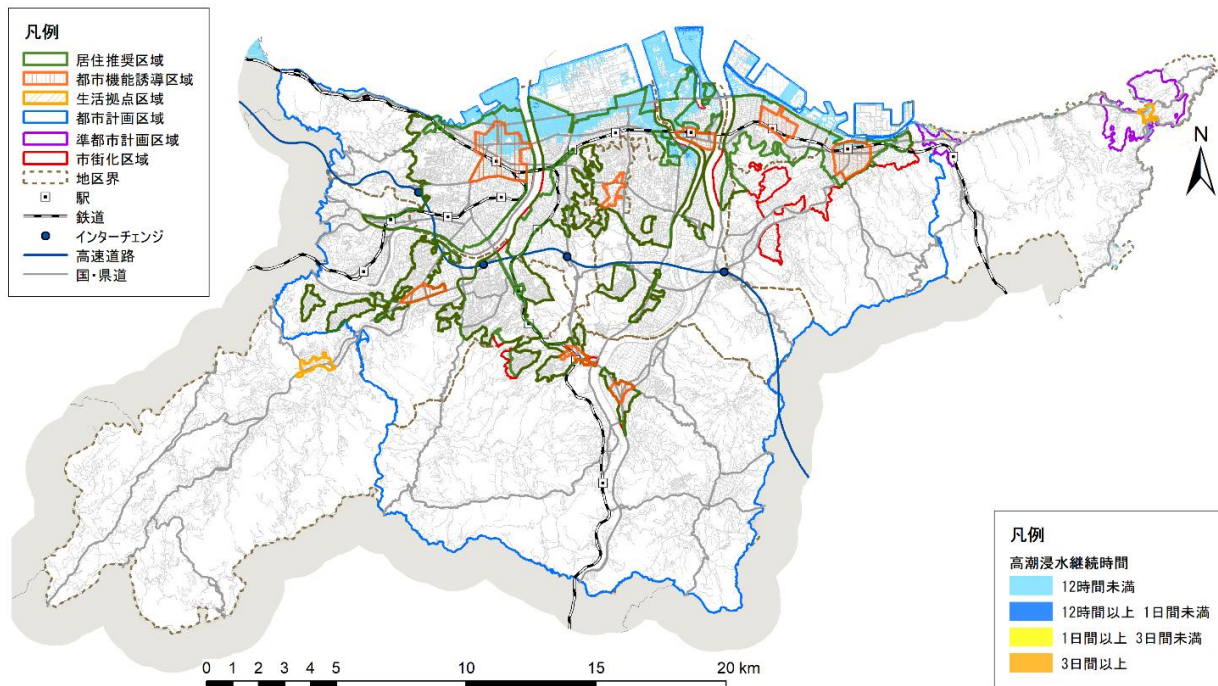 凡例
居住推奨区域
都市機能誘導区域
生活拠点区域
都市計画区域
準都市計画区域
市街化区域
地区界
駅
鉄道
インターチェンジ
高速道路
国・県道
N
凡例
高潮浸水継続時間
12時間未満
12時間以上 1日間未満
1日間以上 3日間未満
3日間以上
0 1 2 3 4 5 10 15 20 km